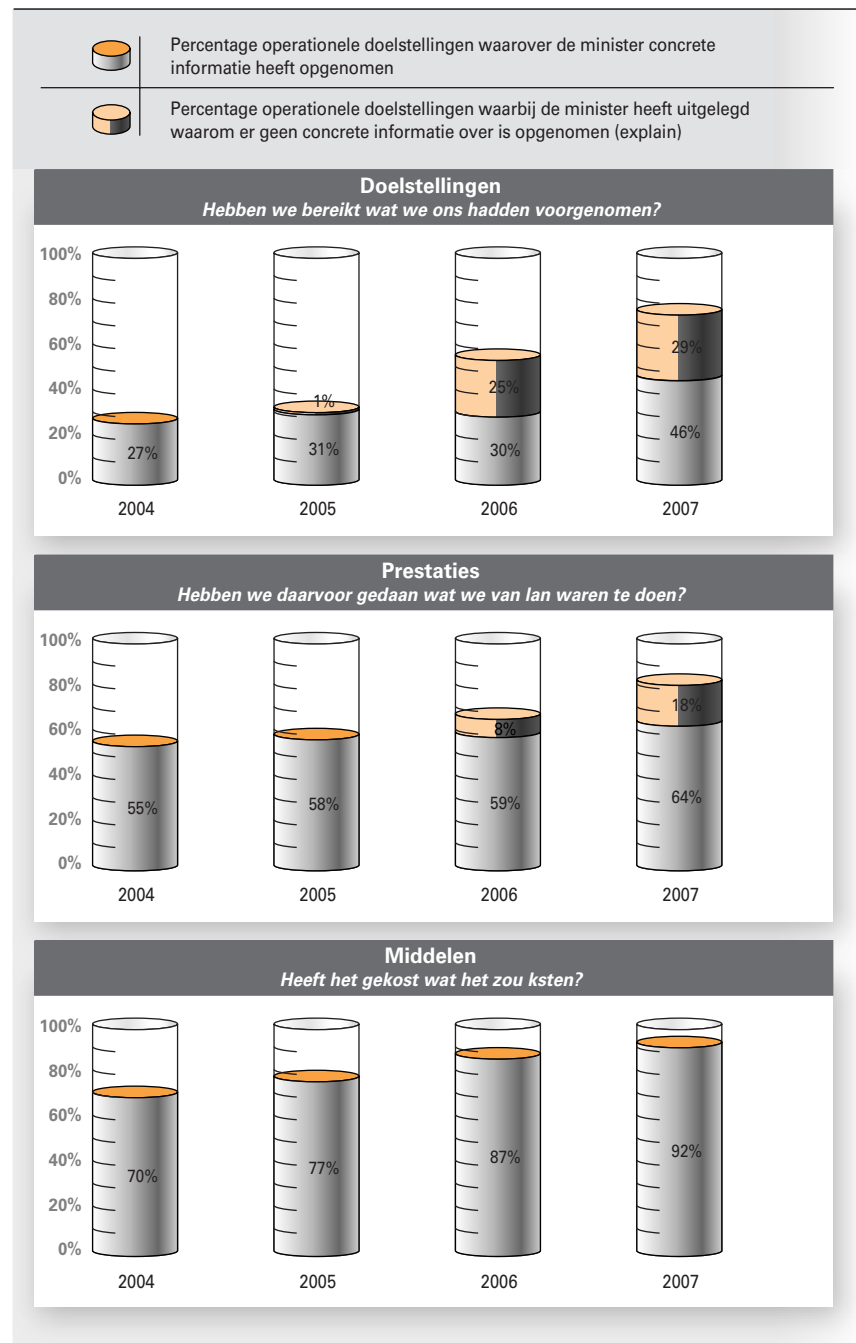 Percentage operationele doelstellingen waarover de minister concrete
informatie heeft opgenomen
Percentage operationele doelstellingen waarbij de minister heeft uitgelegd
waarom er geen concrete informatie over is opgenomen (explain)
Doelstellingen
Hebben we bereikt wat we ons hadden voorgenomen?
100%
80%
60%
40%
20%
0%
27%
1%
31%
25%
30%
29%
46%
2004 2005 2006 2007
Prestaties
Hebben we daarvoor gedaan wat we van lan waren te doen?
100%
80%
60%
40%
20%
0%
55%
58%
8%
59%
18%
64%
2004 2005 2006 2007
Middelen
Heeft het gekost wat het zou ksten?
100%
80%
60%
40%
20%
0%
70%
77%
87%
92%
2004 2005 2006 2007